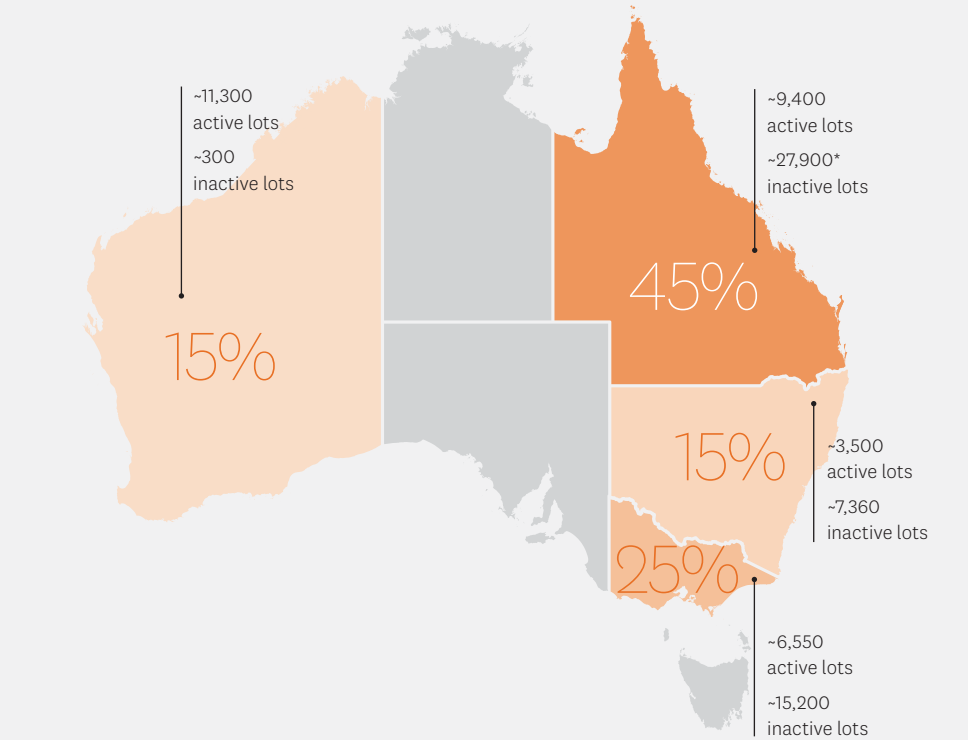 ~11,300
active lots
~300
inactive lots
15%
~9,400
active lots
~27,900*
inactive lots
45%
15%
~3,500
active lots
~7,360
inactive lots
25%
~6,550
active lots
~15,200
inactive lots